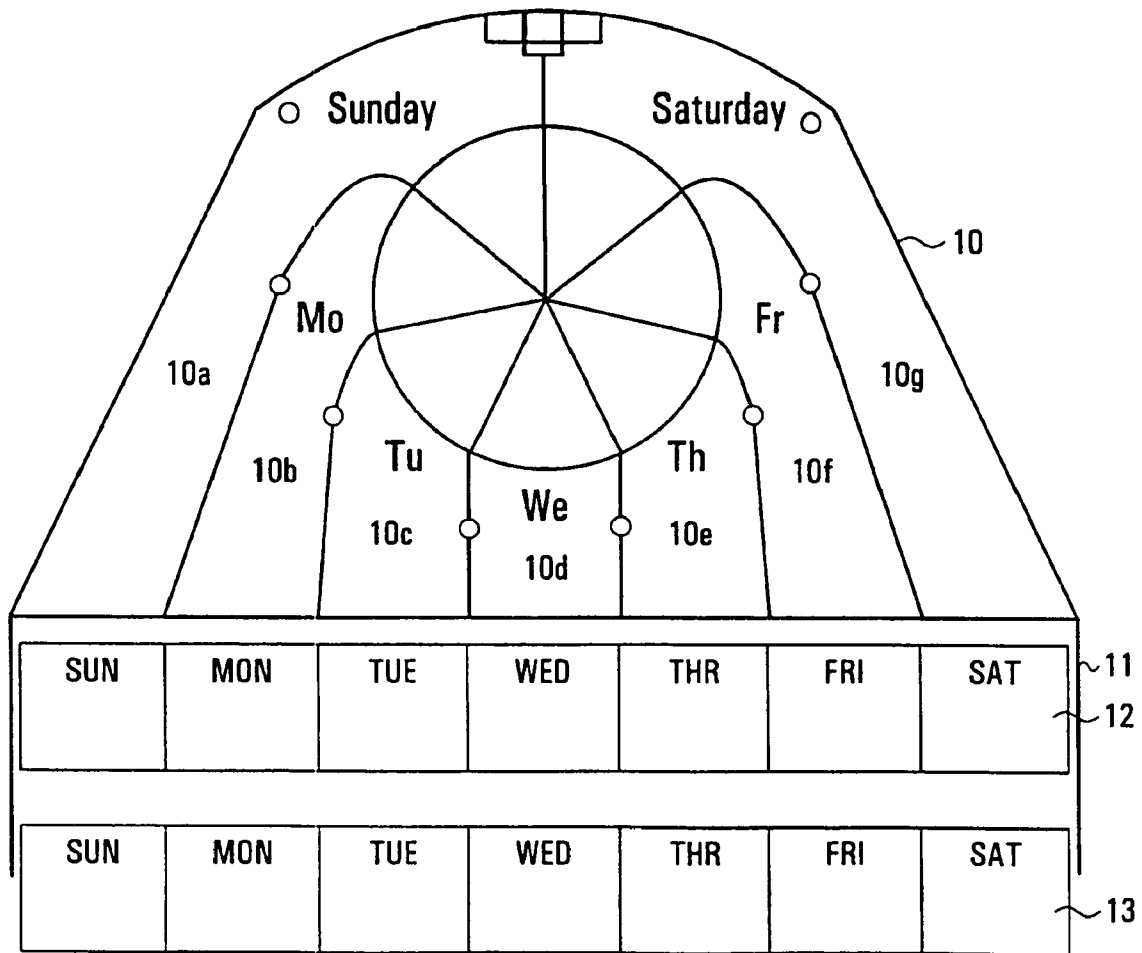 Sunday Saturday
10
Mo Fr
10a 10g
Tu Th
10b 10f
We
10c 10e
10d
SUN MON TUE WED THR FRI SAT 11
12
SUN MON TUE WED THR FRI SAT
13